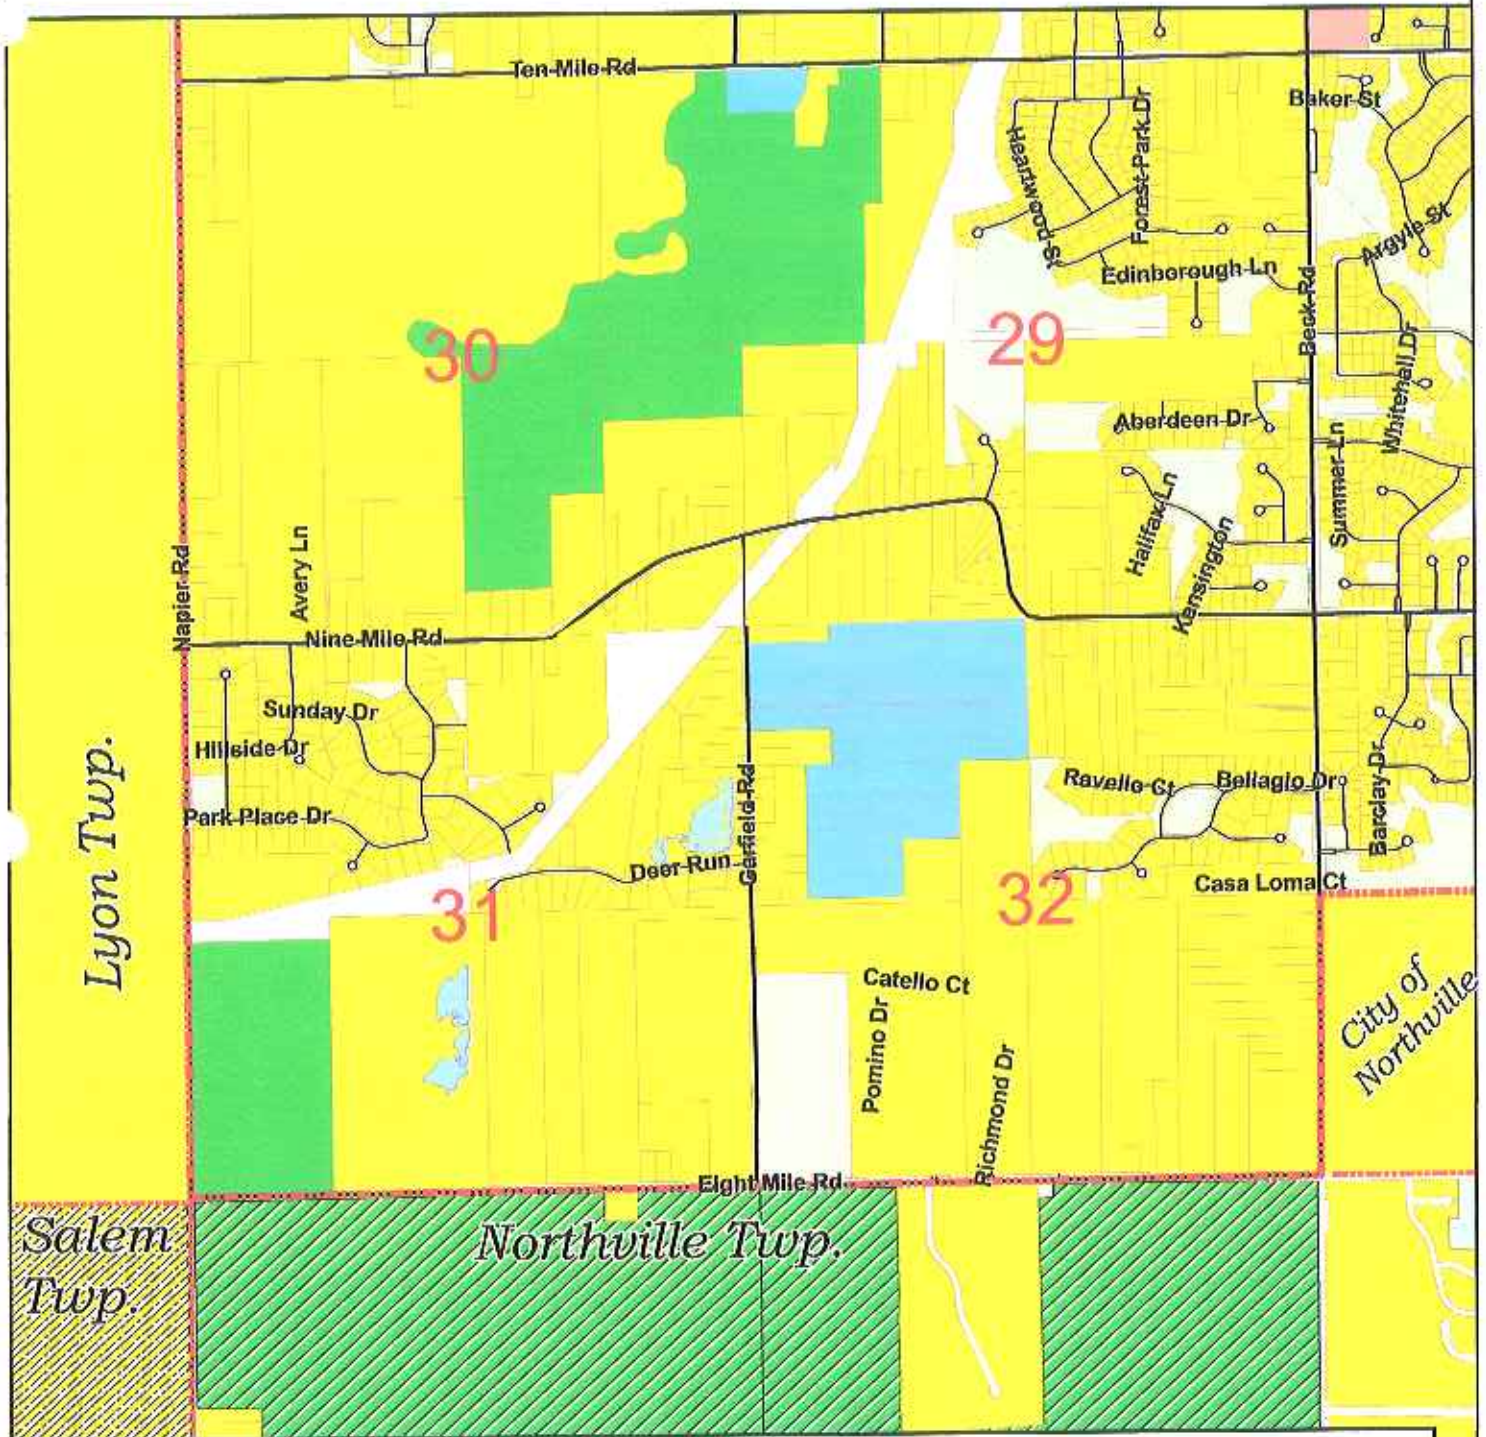 Ten Mile Rd
Baker St
Heartwood St
Forest Park Dr
Argyle St
Edinborough Ln
Beck Rd
30
29
Whitehall Dr
Aberdeen Dr
Summer Ln
Halifax Ln
Kensington
Napier Rd
Avery Ln
Nine Mile Rd
Sunday Dr
Hillside Dr
Park Place Dr
Ravello Ct
Bellagio Dr
Barclay Dr
Garfield Rd
Deer Run
Casa Loma Ct
Lyon Twp.
31
32
Catello Ct
Pomino Dr
Richmond Dr
City of
Northville
Eight Mile Rd
Salem
Twp.
Northville Twp.